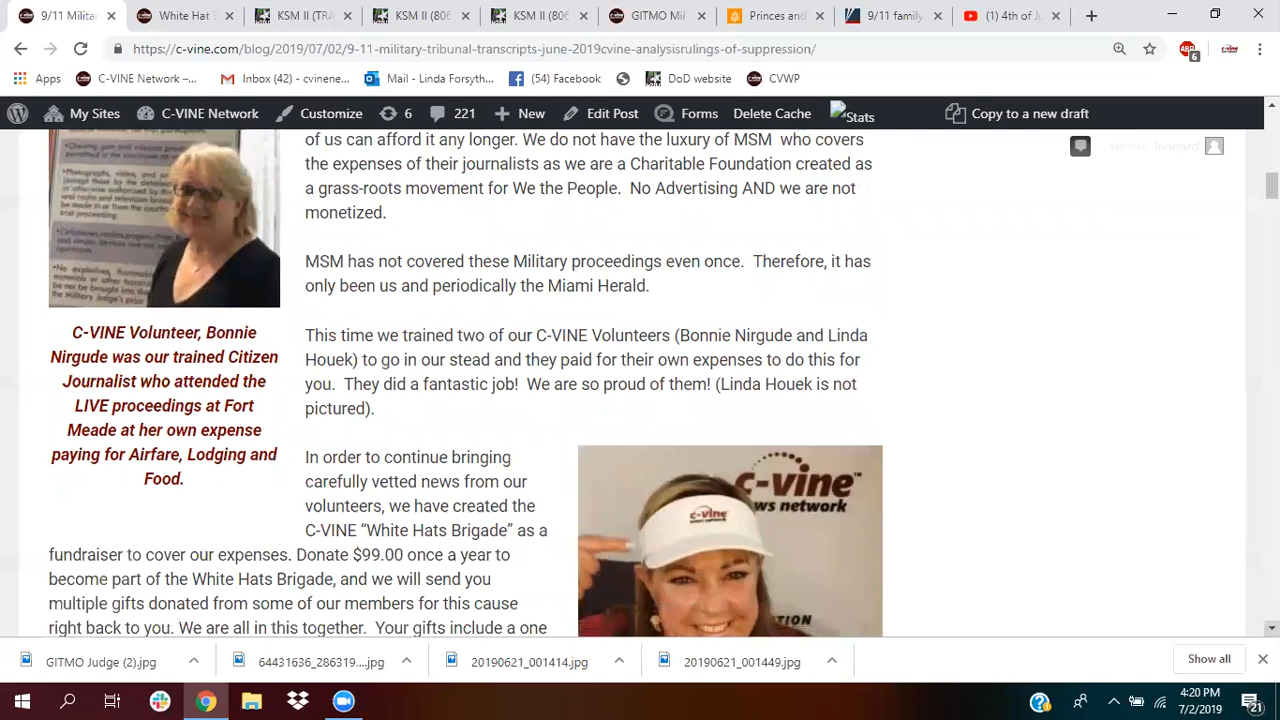 9/11 Milita
White Hat B
KSM II (TRA
KSM II (806
KSM II (806
GITMO Mil
Princes and
9/11 family
(1) 4th of Ju
https://c-vine.com/blog/2019/07/02/9-11-military-tribunal-transcripts-june-2019cvine-analysisrulings-of-suppression/
6
Apps
C-VINE Network –...
Inbox (42) - cvinene...
Mail - Linda Forsyth...
(54) Facebook
DoD website
CVWP
My Sites
C-VINE Network
Customize
6
221
New
Edit Post
Forms
Delete Cache
Stats
Copy to a new draft
of us can afford it any longer. We do not have the luxury of MSM who covers
the expenses of their journalists as we are a Charitable Foundation created as
a grass-roots movement for We the People. No Advertising AND we are not
monetized.
MSM has not covered these Military proceedings even once. Therefore, it has
only been us and periodically the Miami Herald.
C-VINE Volunteer, Bonnie
Nirgude was our trained Citizen
Journalist who attended the
LIVE proceedings at Fort
Meade at her own expense
paying for Airfare, Lodging and
Food.
This time we trained two of our C-VINE Volunteers (Bonnie Nirgude and Linda
Houek) to go in our stead and they paid for their own expenses to do this for
you. They did a fantastic job! We are so proud of them! (Linda Houek is not
pictured).
In order to continue bringing
carefully vetted news from our
volunteers, we have created the
C-VINE “White Hats Brigade” as a
fundraiser to cover our expenses. Donate $99.00 once a year to
become part of the White Hats Brigade, and we will send you
multiple gifts donated from some of our members for this cause
right back to you. We are all in this together. Your gifts include a one
c-vine™
ws network
c-vine
GITMO Judge (2).jpg
64431636_286319....jpg
20190621_001414.jpg
20190621_001449.jpg
Show all
4:20 PM
7/2/2019
21